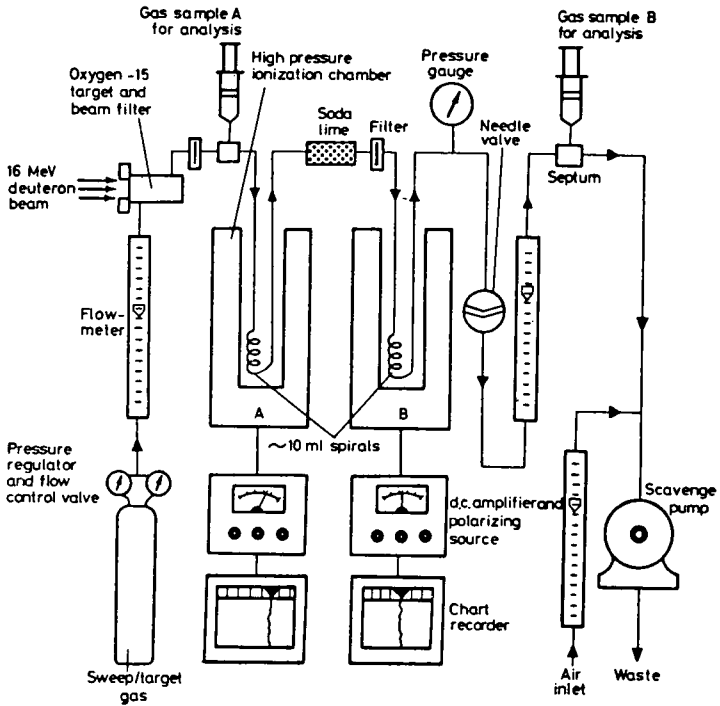 Gas sample A
for analysis
Gas sample B
for analysis
High pressure
ionization chamber
Pressure
gauge
Oxygen -15
target and
beam filter
Soda
lime
Filter
Needle
valve
16 MeV
deuteron
beam
Septum
Flow-
meter
A
B
~10 ml spirals
Pressure
regulator
and flow
control valve
d.c. amplifier and
polarizing
source
Scavenge
pump
Chart
recorder
Sweep/target
gas
Air
inlet
Waste